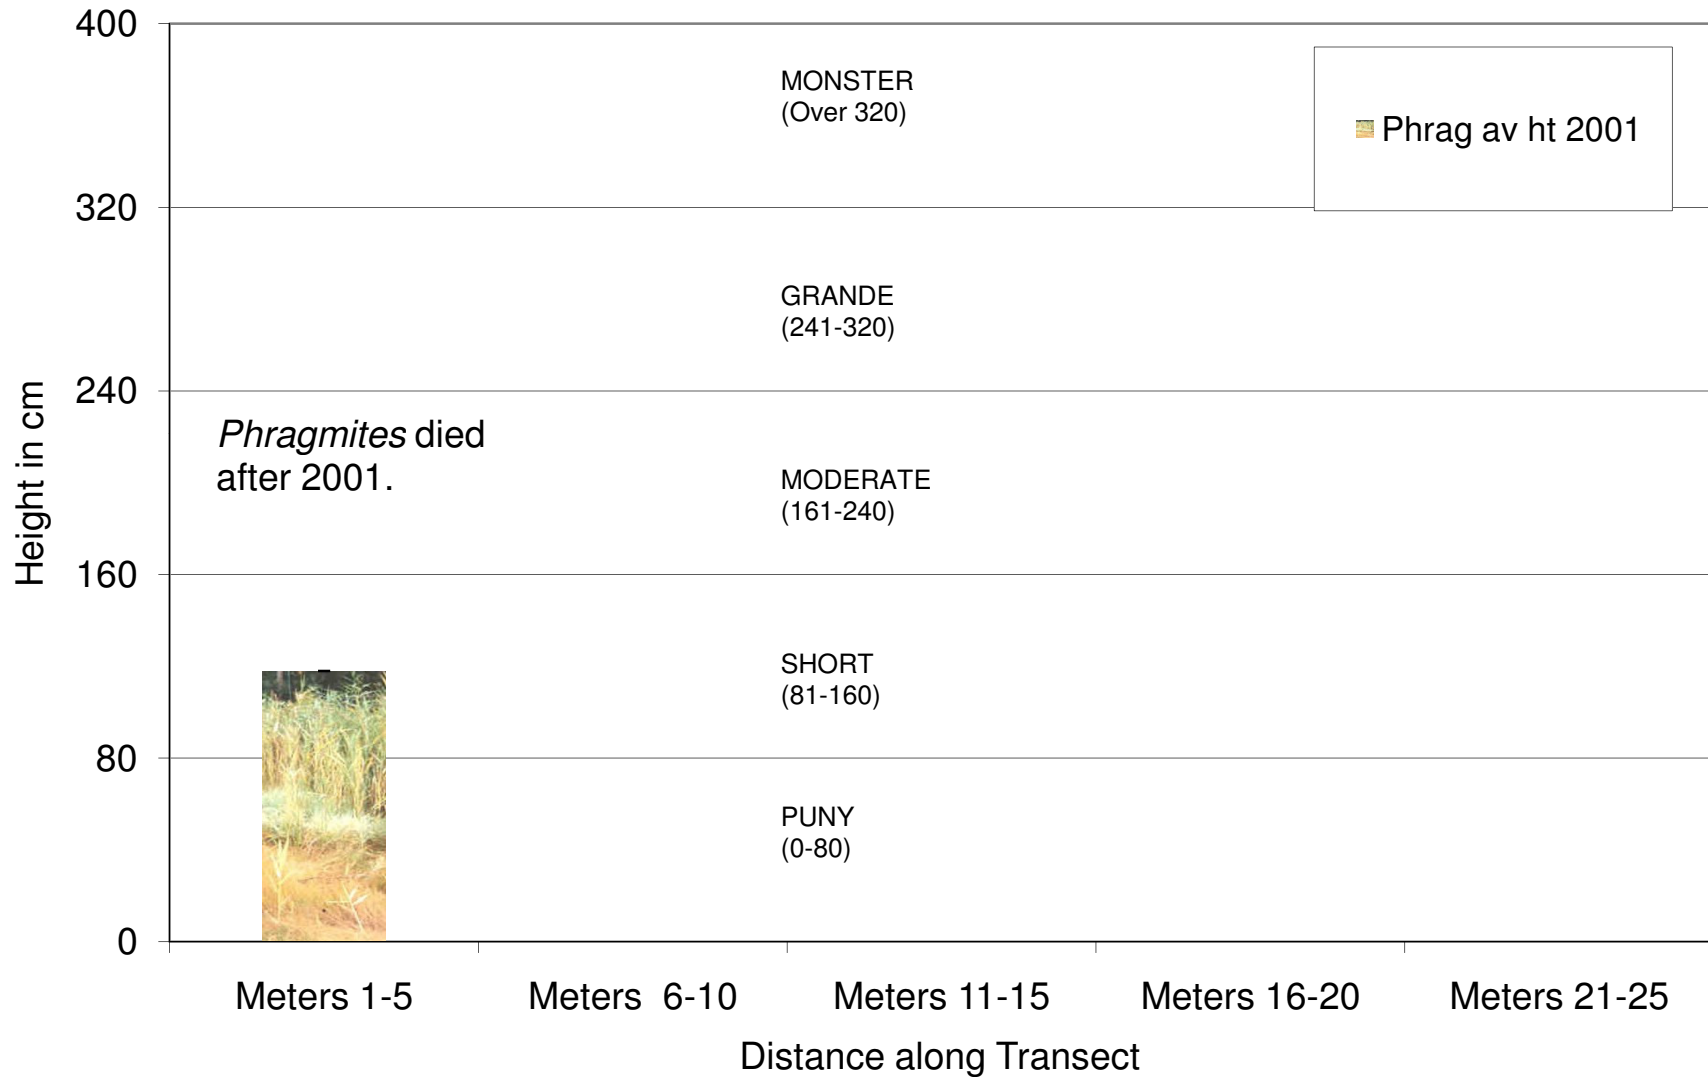 400
MONSTER
(Over 320)
Phrag av ht 2001
320
GRANDE
(241-320)
240
Height in cm
Phragmites died
after 2001.
MODERATE
(161-240)
160
SHORT
(81-160)
80
PUNY
(0-80)
0
Meters 1-5 Meters  6-10 Meters 11-15 Meters 16-20 Meters 21-25
Distance along Transect